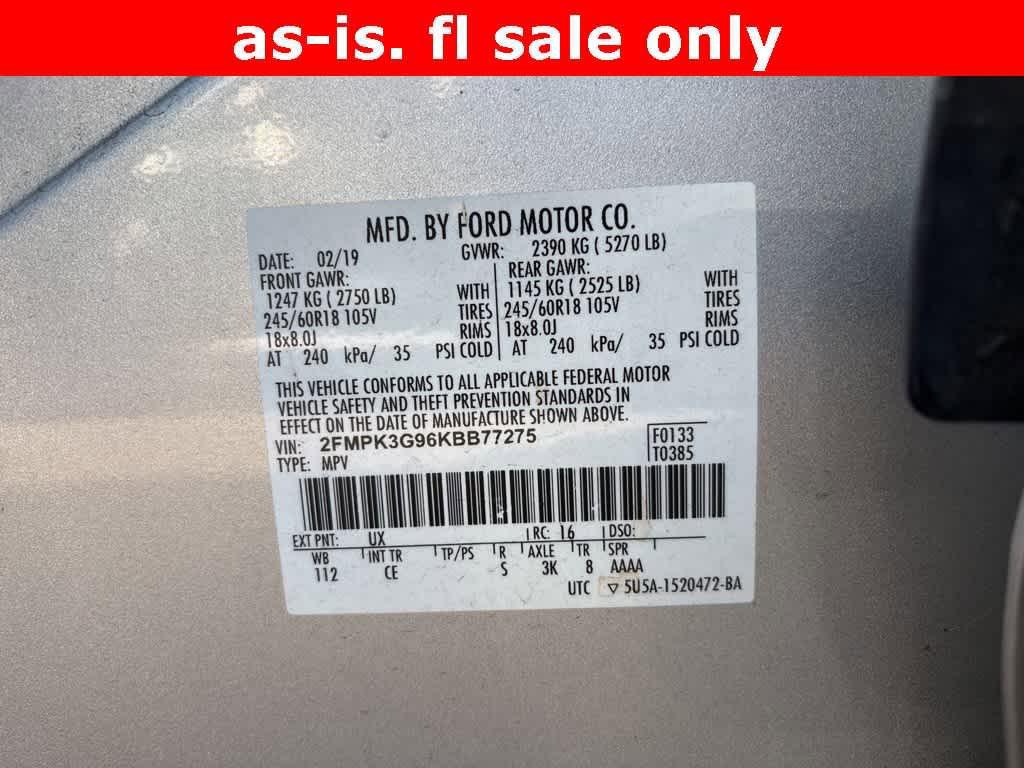 as-is. fl sale only
MFD. BY FORD MOTOR CO.
DATE: 02/19 GVWR: 2390 KG ( 5270 LB)
FRONT GAWR: REAR GAWR:
1247 KG ( 2750 LB) WITH 1145 KG ( 2525 LB) WITH
245/60R18 105V TIRES 245/60R18 105V TIRES
18x8.0J RIMS 18x8.0J RIMS
AT 240 kPa/ 35 PSI COLD AT 240 kPa/ 35 PSI COLD
THIS VEHICLE CONFORMS TO ALL APPLICABLE FEDERAL MOTOR
VEHICLE SAFETY AND THEFT PREVENTION STANDARDS IN
EFFECT ON THE DATE OF MANUFACTURE SHOWN ABOVE.
VIN: 2FMPK3G96KBB77275 F0133
TYPE: MPV T0385
EXT PNT: UX RC: 16 DSO:
WB INT TR TP/PS R AXLE TR SPR
112 CE S 3K 8 AAAA
UTC ▽ 5U5A-1520472-BA